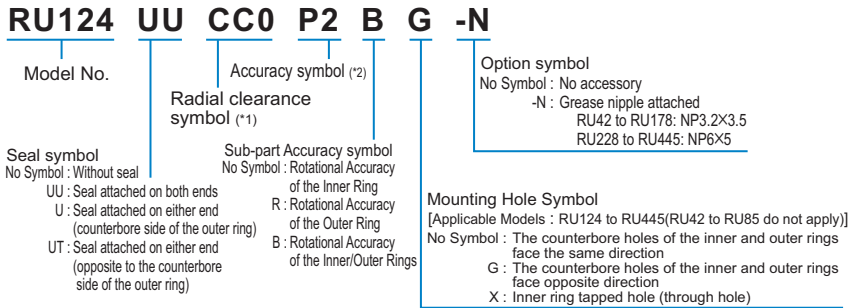 RU124 UU CC0 P2 B G -N
Model No.
Accuracy symbol (*2)
Radial clearance
symbol (*1)
Option symbol
No Symbol : No accessory
-N : Grease nipple attached
RU42 to RU178: NP3.2×3.5
RU228 to RU445: NP6×5
Seal symbol
No Symbol : Without seal
UU : Seal attached on both ends
U : Seal attached on either end
(counterbore side of the outer ring)
UT : Seal attached on either end
(opposite to the counterbore
side of the outer ring)
Sub-part Accuracy symbol
No Symbol : Rotational Accuracy
of the Inner Ring
R : Rotational Accuracy
of the Outer Ring
B : Rotational Accuracy
of the Inner/Outer Rings
Mounting Hole Symbol
[Applicable Models : RU124 to RU445(RU42 to RU85 do not apply)]
No Symbol : The counterbore holes of the inner and outer rings
face the same direction
G : The counterbore holes of the inner and outer rings
face opposite direction
X : Inner ring tapped hole (through hole)